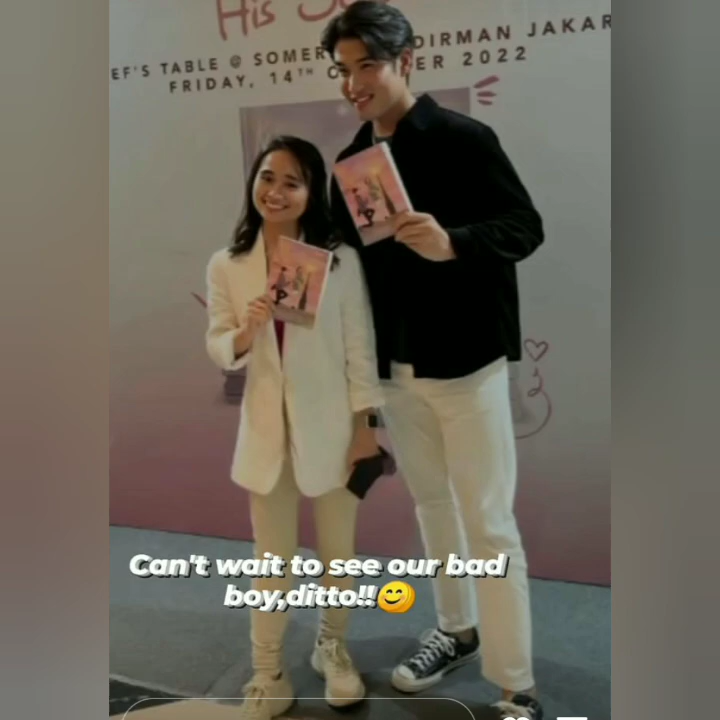 His
EF'S TABLE @ SOMER DIRMAN JAKAR
FRIDAY, 14TH O ER 2022
Can't wait to see our bad
boy,ditto!!😊